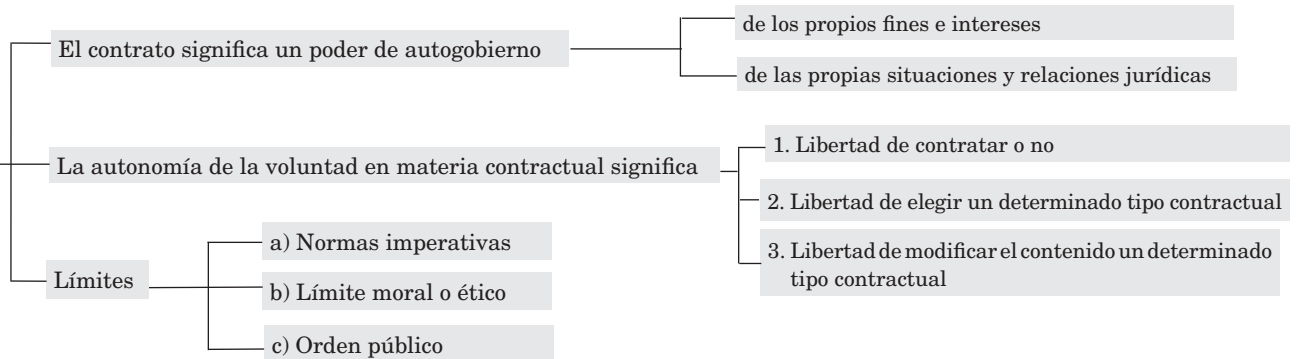 El contrato significa un poder de autogobierno
de los propios fines e intereses
de las propias situaciones y relaciones jurídicas
La autonomía de la voluntad en materia contractual significa
1. Libertad de contratar o no
2. Libertad de elegir un determinado tipo contractual
3. Libertad de modificar el contenido un determinado
tipo contractual
Límites
a) Normas imperativas
b) Límite moral o ético
c) Orden público